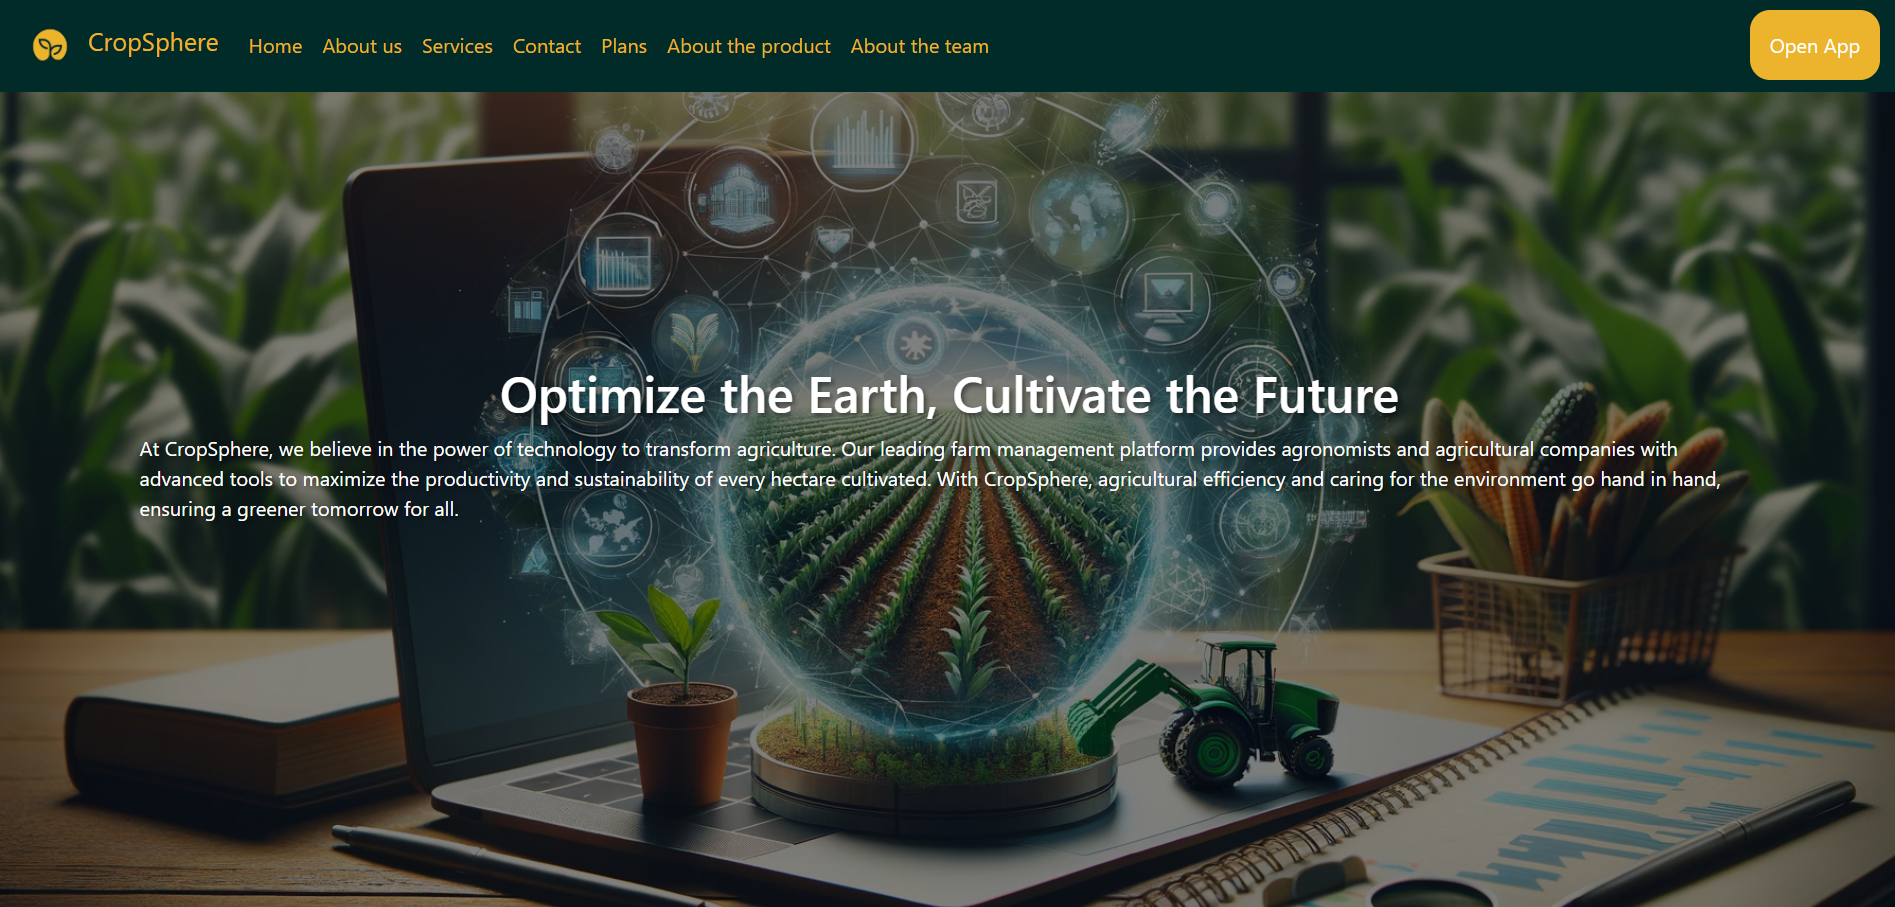 CropSphere Home About us Services Contact Plans About the product About the team Open App
Optimize the Earth, Cultivate the Future
At CropSphere, we believe in the power of technology to transform agriculture. Our leading farm management platform provides agronomists and agricultural companies with
advanced tools to maximize the productivity and sustainability of every hectare cultivated. With CropSphere, agricultural efficiency and caring for the environment go hand in hand,
ensuring a greener tomorrow for all.